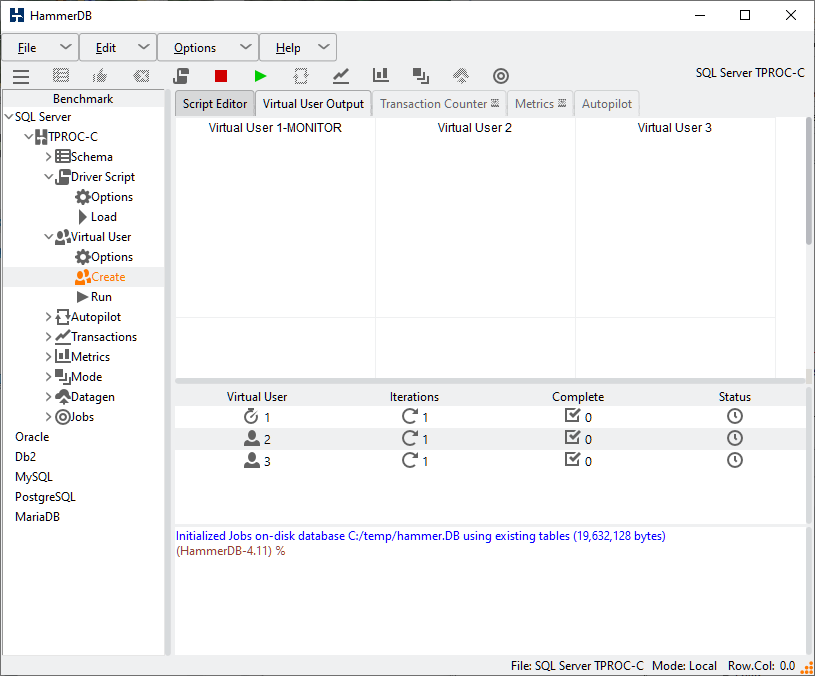 HammerDB
File Edit Options Help
SQL Server TPROC-C
Benchmark
SQL Server
TPROC-C
Schema
Driver Script
Options
Load
Virtual User
Options
Create
Run
Autopilot
Transactions
Metrics
Mode
Datagen
Jobs
Oracle
Db2
MySQL
PostgreSQL
MariaDB
Script Editor Virtual User Output Transaction Counter Metrics Autopilot
Virtual User 1-MONITOR Virtual User 2 Virtual User 3
Virtual User Iterations Complete Status
1 1 0
2 1 0
3 1 0
Initialized Jobs on-disk database C:/temp/hammer.DB using existing tables (19,632,128 bytes)
(HammerDB-4.11) %
File: SQL Server TPROC-C Mode: Local Row.Col: 0.0